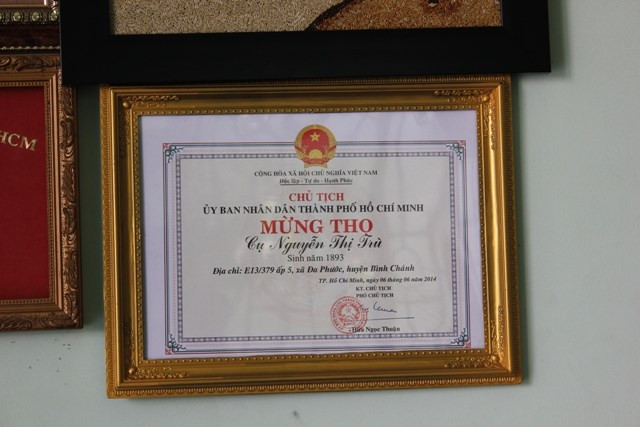 HCM
CỘNG HÒA XÃ HỘI CHỦ NGHĨA VIỆT NAM
Độc lập - Tự do - Hạnh Phúc
CHỦ TỊCH
ỦY BAN NHÂN DÂN THÀNH PHỐ HỒ CHÍ MINH
MỪNG THỌ
Cụ Nguyễn Thị Trù
Sinh năm 1893
Địa chỉ: E13/379 ấp 5, xã Đa Phước, huyện Bình Chánh
TP. Hồ Chí Minh, ngày 06 tháng 06 năm 2014
KT. CHỦ TỊCH
PHÓ CHỦ TỊCH
Hứa Ngọc Thuận